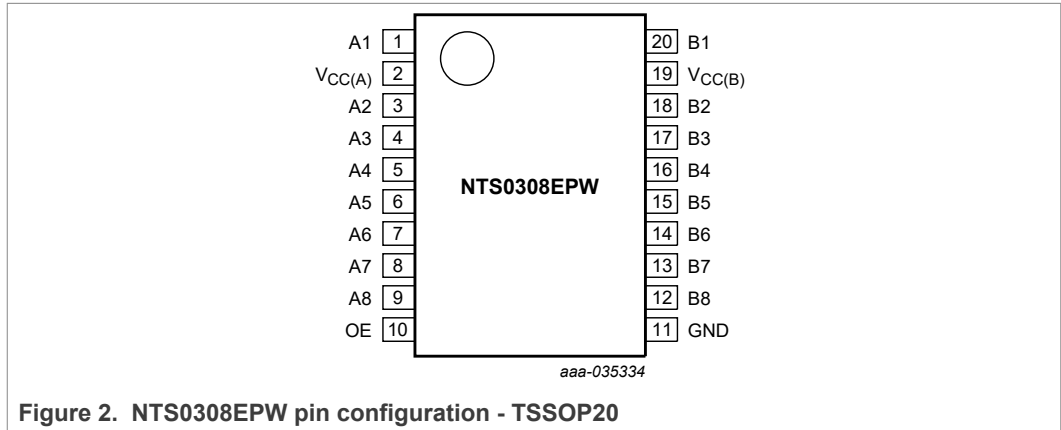 A1 1 20 B1
VCC(A) 2 19 VCC(B)
A2 3 18 B2
A3 4 17 B3
A4 5 16 B4
NTS0308EPW
A5 6 15 B5
A6 7 14 B6
A7 8 13 B7
A8 9 12 B8
OE 10 11 GND
aaa-035334
Figure 2. NTS0308EPW pin configuration - TSSOP20